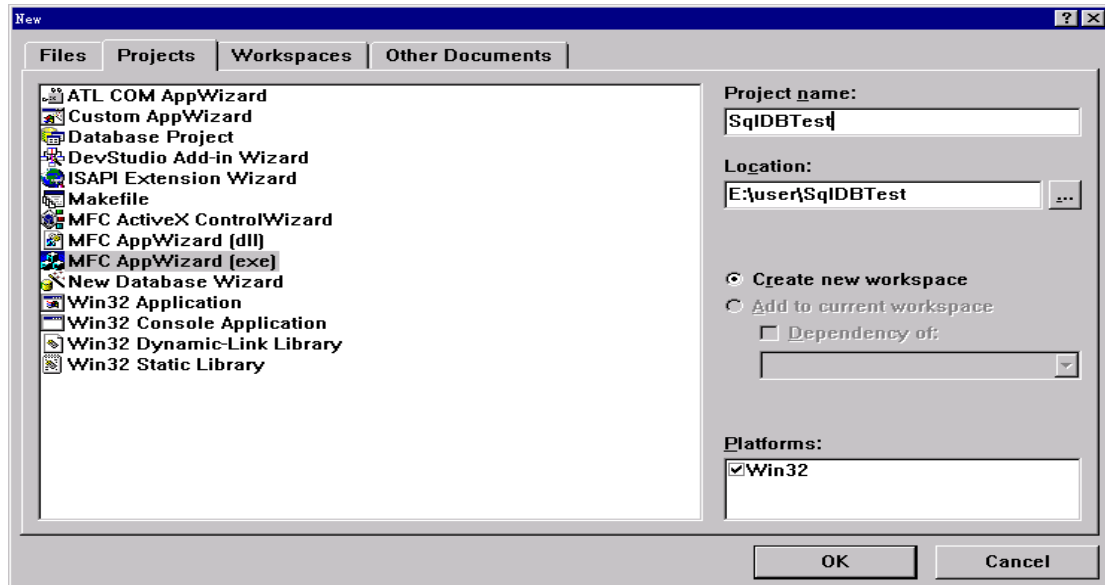 New
Files
Projects
Workspaces
Other Documents
ATL COM AppWizard
Custom AppWizard
Database Project
DevStudio Add-in Wizard
ISAPI Extension Wizard
Makefile
MFC ActiveX ControlWizard
MFC AppWizard (dll)
MFC AppWizard (exe)
New Database Wizard
Win32 Application
Win32 Console Application
Win32 Dynamic-Link Library
Win32 Static Library
Project name:
SqlDBTest
Location:
E:\user\SqlDBTest
...
Create new workspace
Add to current workspace
Dependency of:
Platforms:
Win32
OK
Cancel